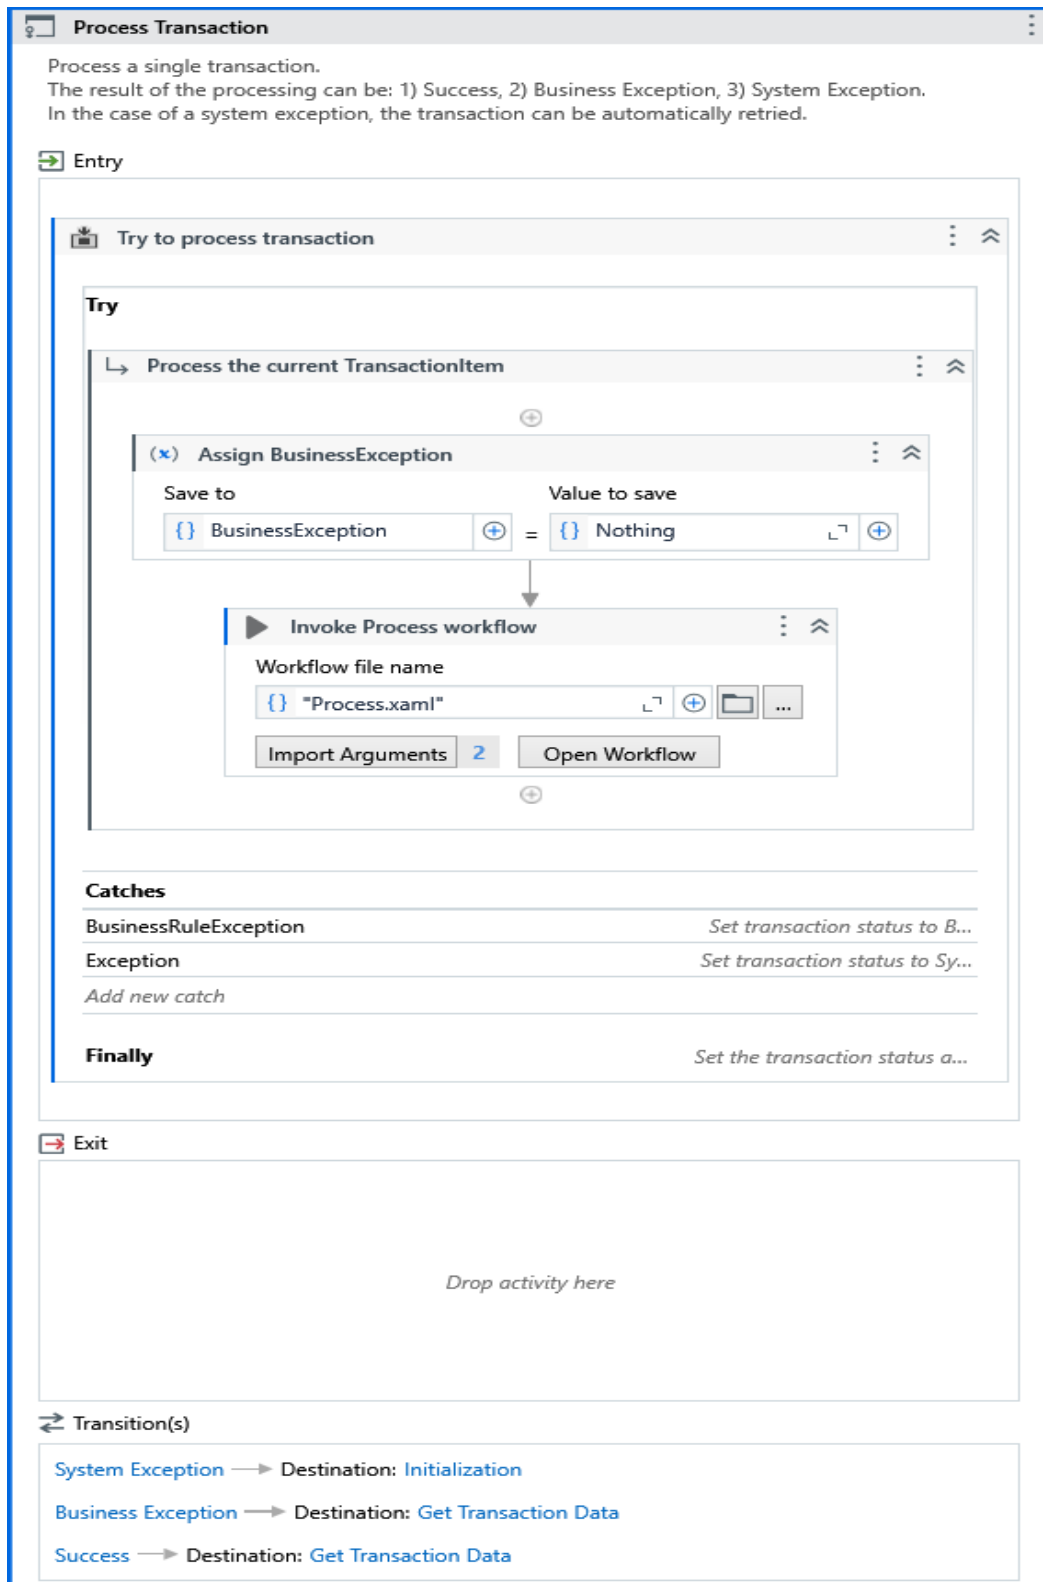 Process Transaction
Process a single transaction.
The result of the processing can be: 1) Success, 2) Business Exception, 3) System Exception.
In the case of a system exception, the transaction can be automatically retried.
Entry
Try to process transaction
Try
Process the current TransactionItem
(x) Assign BusinessException
Save to Value to save
{} BusinessException = {} Nothing
Invoke Process workflow
Workflow file name
{} "Process.xaml" ...
Import Arguments 2 Open Workflow
Catches
BusinessRuleException Set transaction status to B...
Exception Set transaction status to Sy...
Add new catch
Finally Set the transaction status a...
Exit
Drop activity here
Transition(s)
System Exception Destination: Initialization
Business Exception Destination: Get Transaction Data
Success Destination: Get Transaction Data